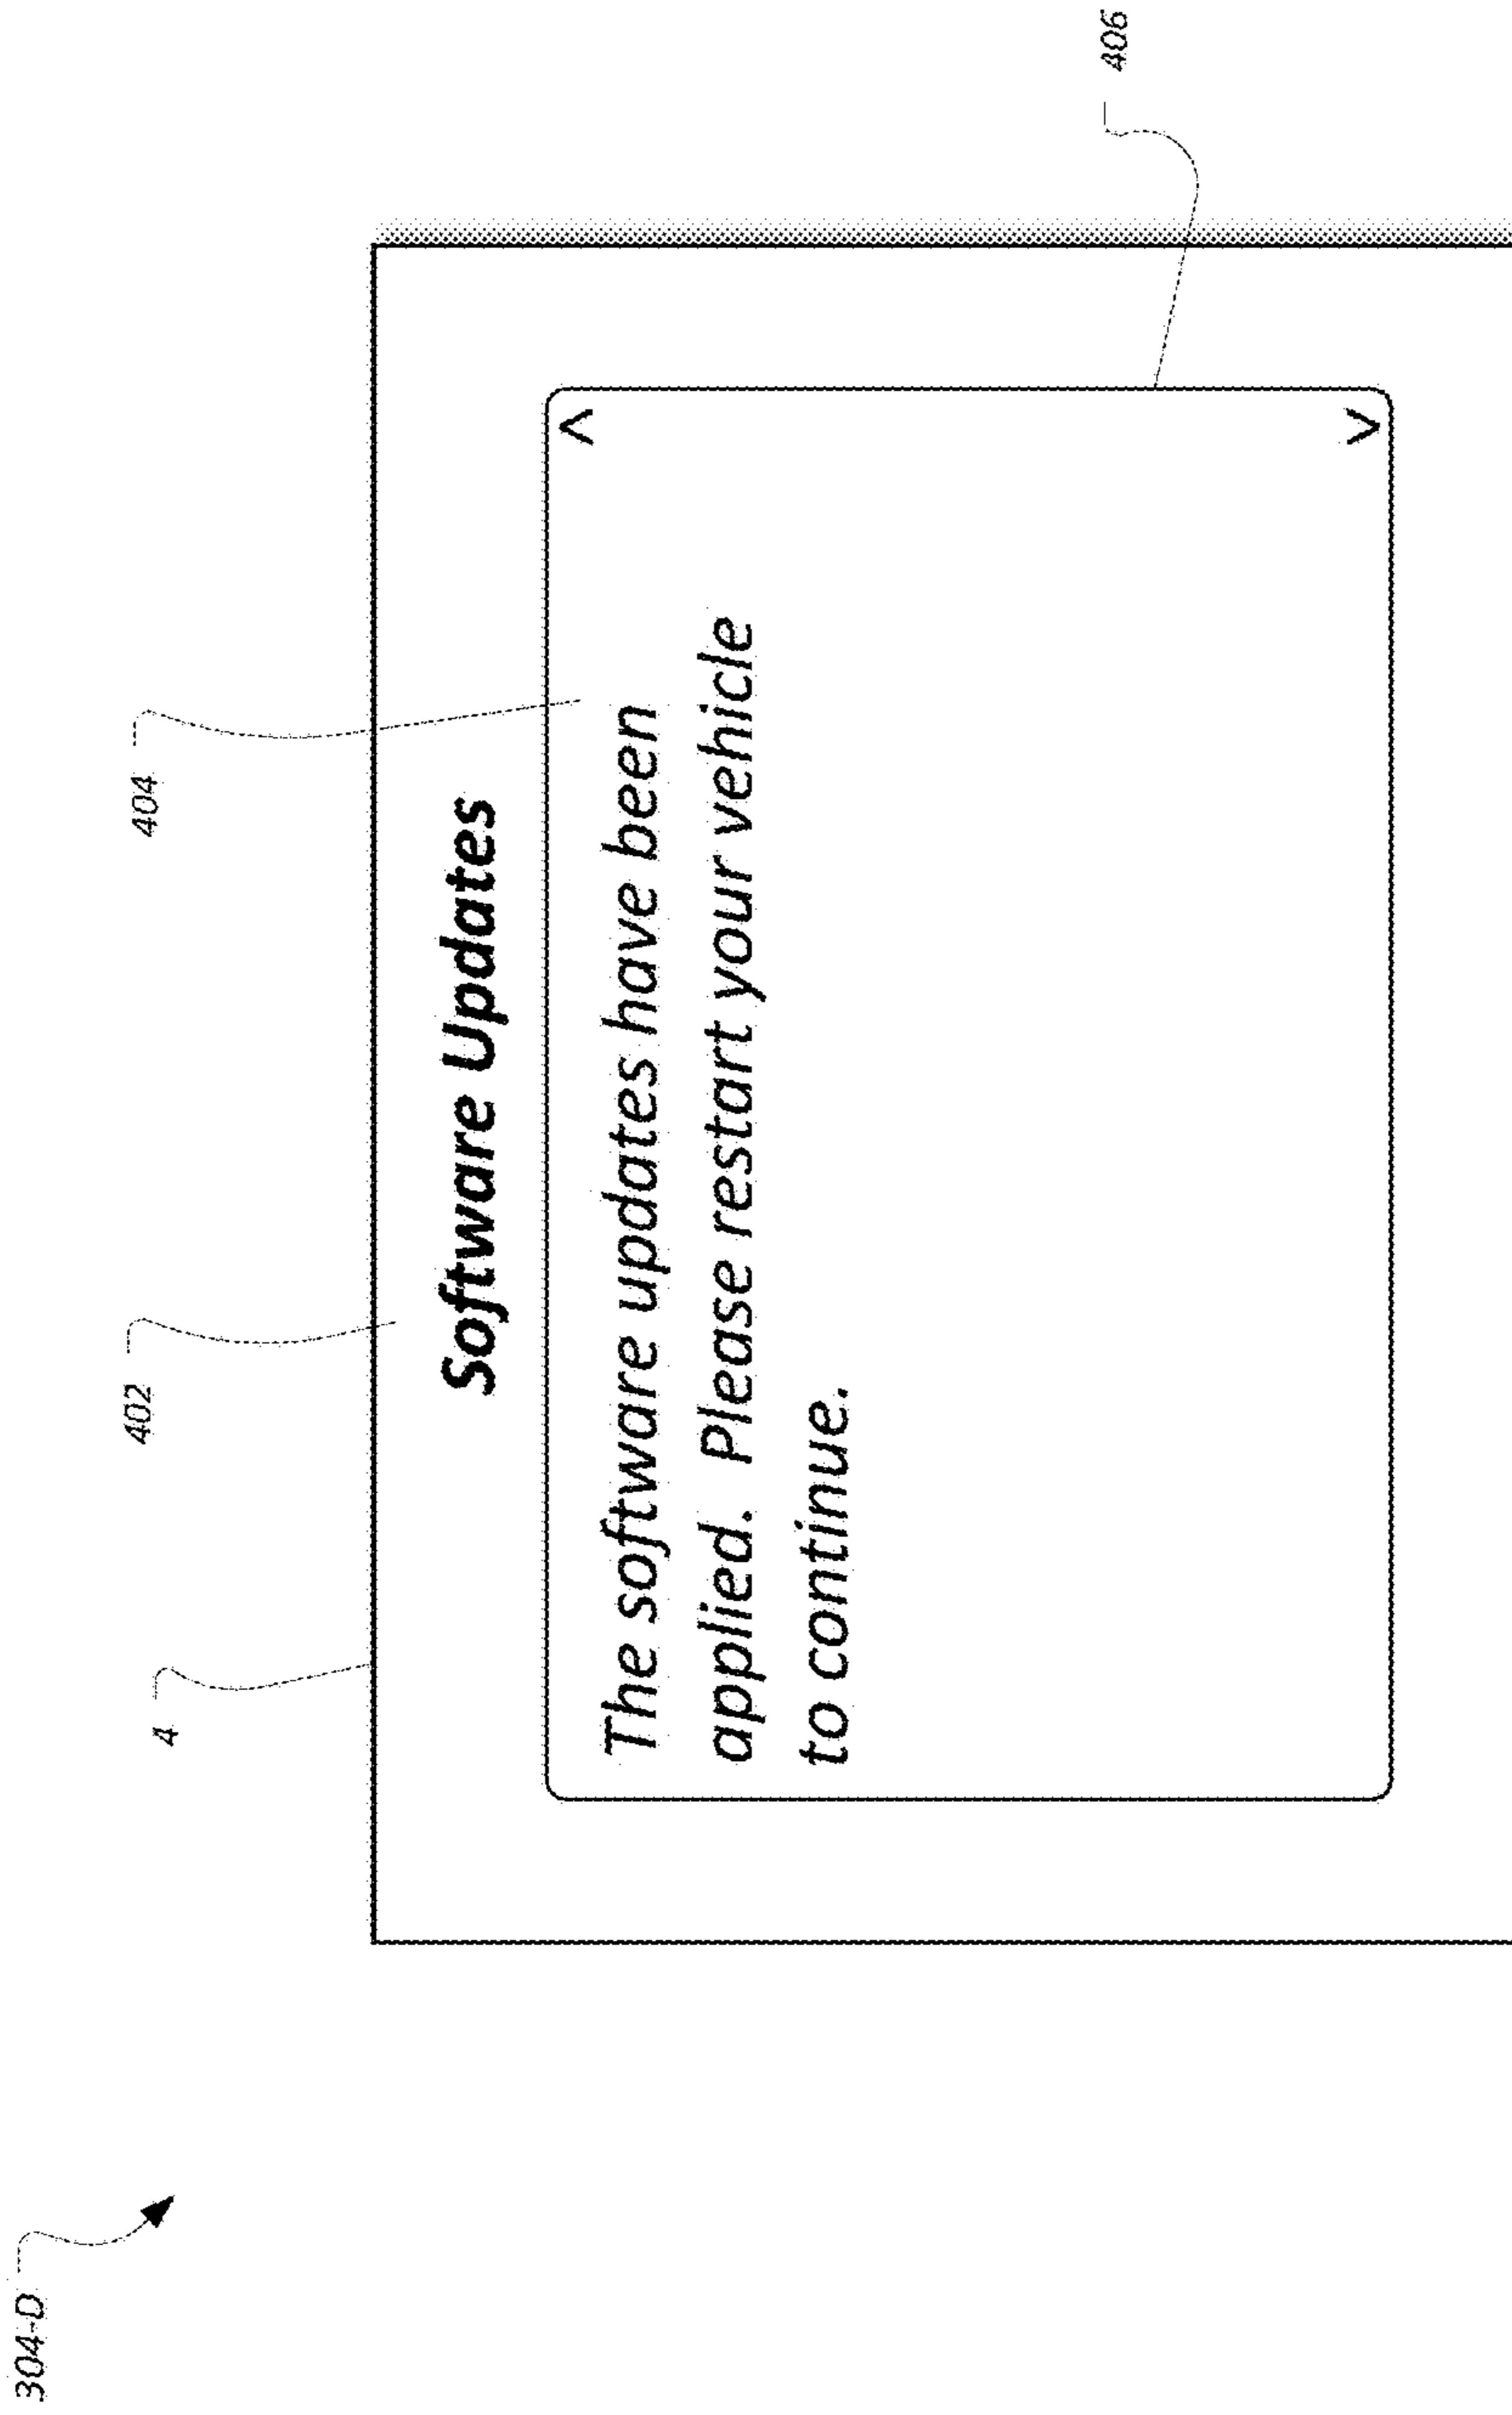 304-D
4
402
404
406
Software Updates
The software updates have been
applied. Please restart your vehicle
to continue.